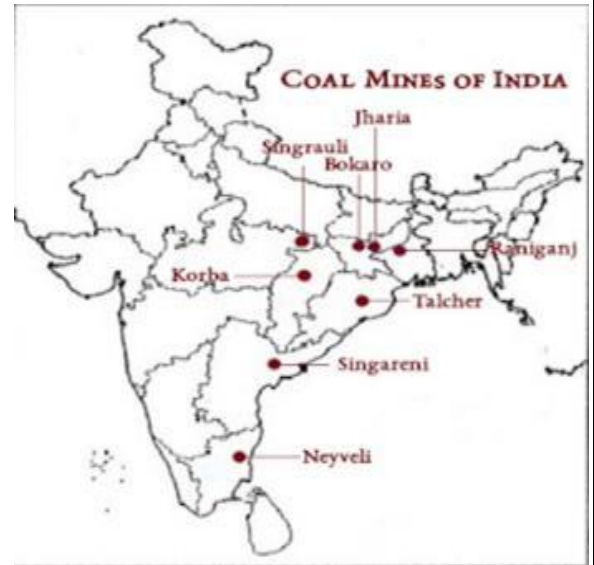 COAL MINES OF INDIA
Jharia
Singrauli
Bokaro
Raniganj
Korba
Talcher
Singareni
Neyveli